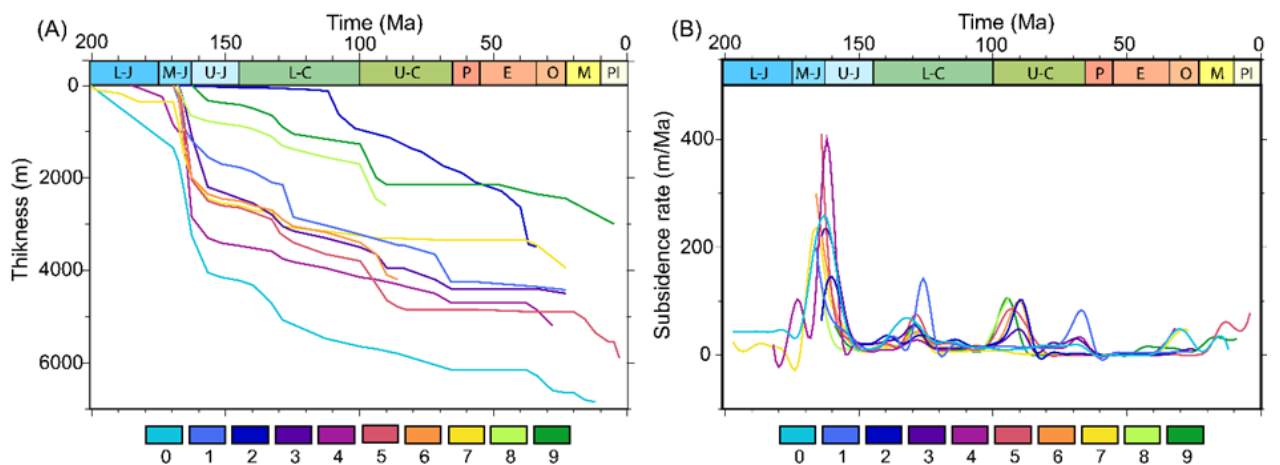 (A) Time (Ma)
200 150 100 50 0
L-J M-J U-J L-C U-C P E O M Pl
0
2000
4000
6000
Thikness (m)
0 1 2 3 4 5 6 7 8 9
(B) Time (Ma)
200 150 100 50 0
L-J M-J U-J L-C U-C P E O M Pl
400
200
0
Subsidence rate (m/Ma)
0 1 2 3 4 5 6 7 8 9